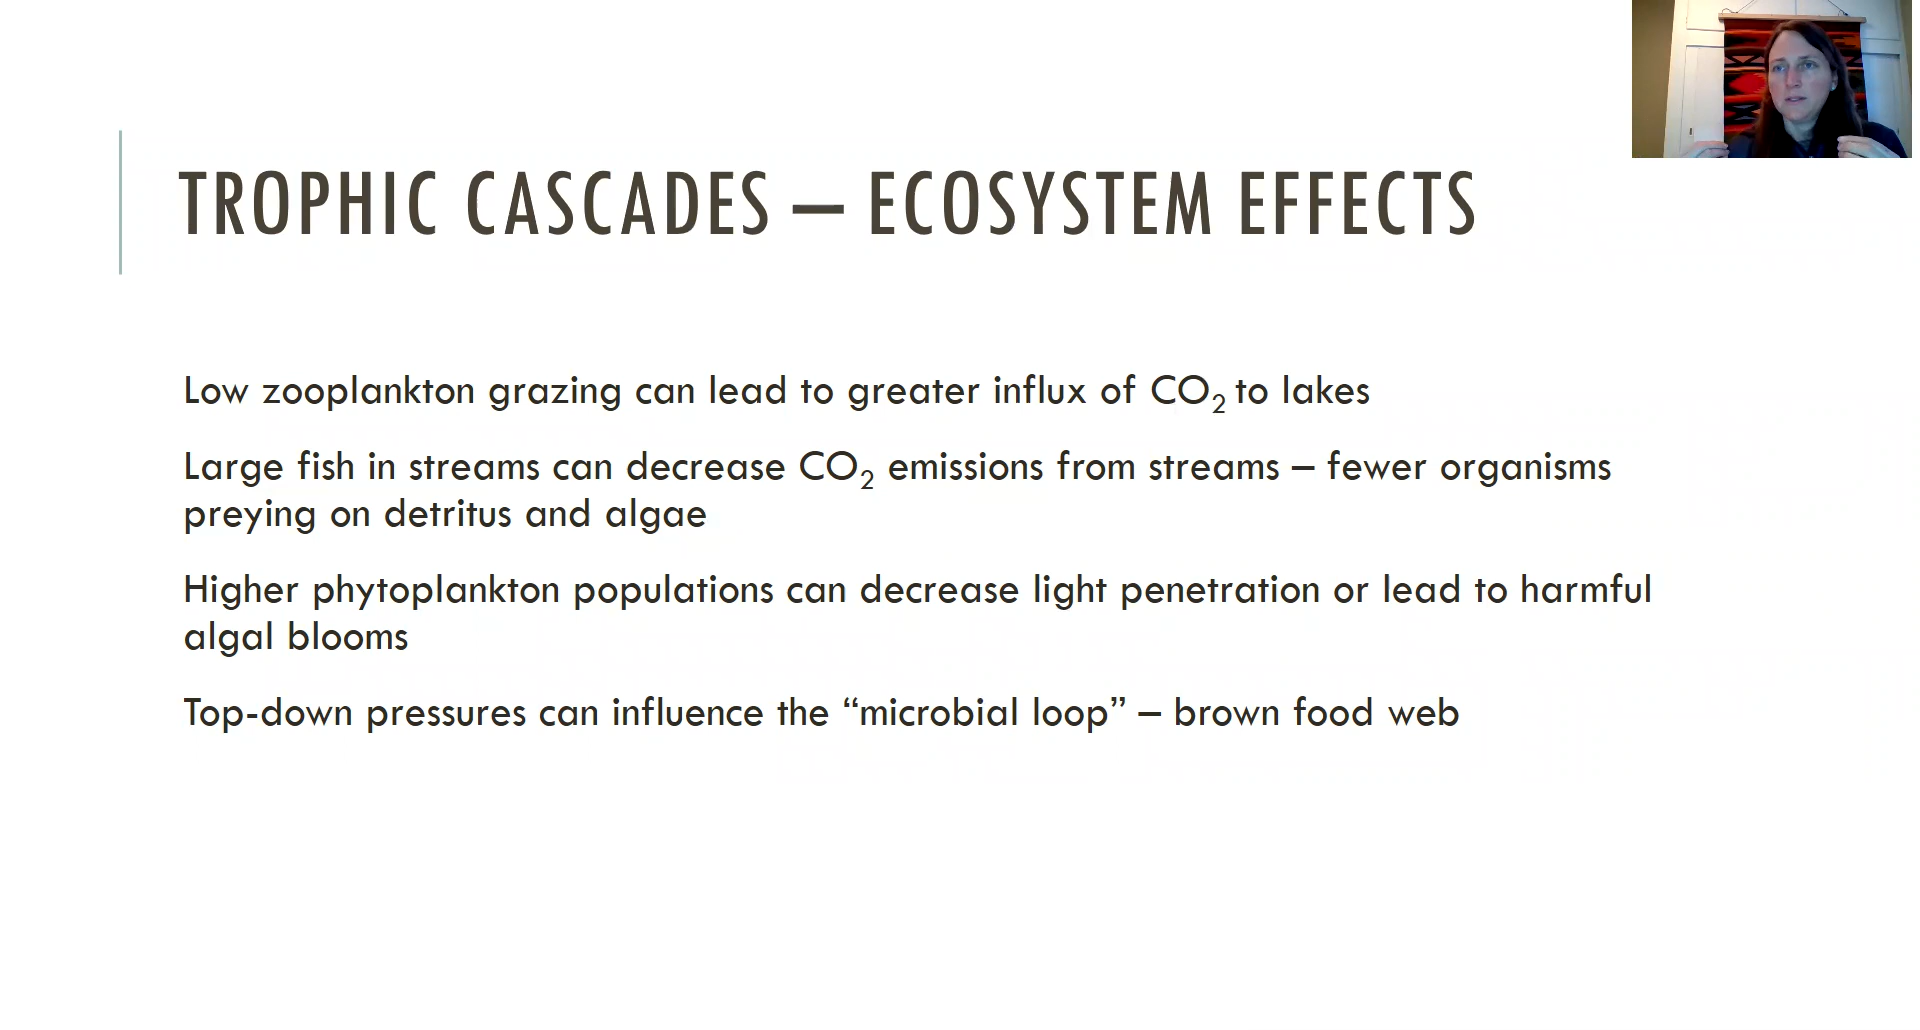 TROPHIC CASCADES – ECOSYSTEM EFFECTS
Low zooplankton grazing can lead to greater influx of CO₂ to lakes
Large fish in streams can decrease CO₂ emissions from streams – fewer organisms
preying on detritus and algae
Higher phytoplankton populations can decrease light penetration or lead to harmful
algal blooms
Top-down pressures can influence the “microbial loop” – brown food web